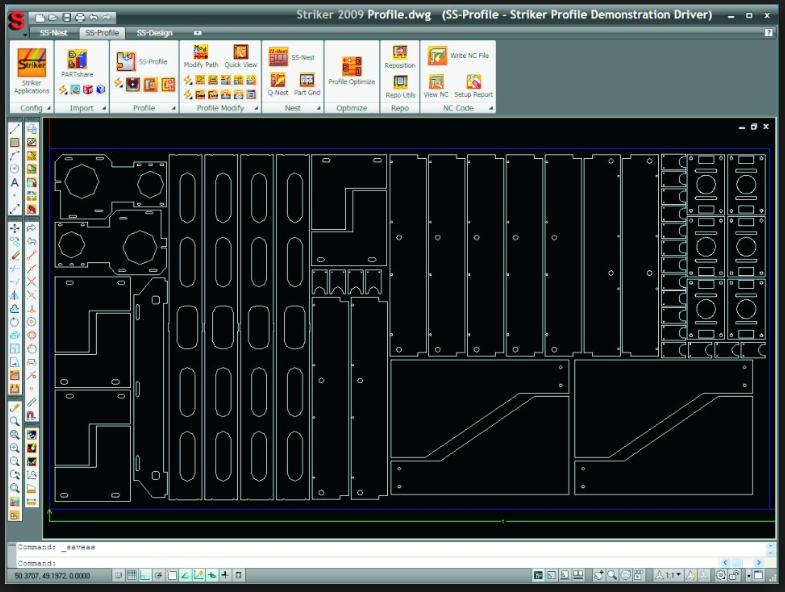 Striker 2009 Profile.dwg (SS-Profile - Striker Profile Demonstration Driver)
SS-Nest SS-Profile SS-Design
Striker
Striker Applications
PARTshare
SS-Profile
Modify Path Quick View
SS-Nest
Q-Nest Part Grid
Profile Optimize
Reposition
Repo Utils
Write NC File
View NC Setup Report
Config Import Profile Profile Modify Nest Optimize Repo NC Code
A
Command: _saveas
Command:
50.3707, 49.1972, 0.0000
1:1